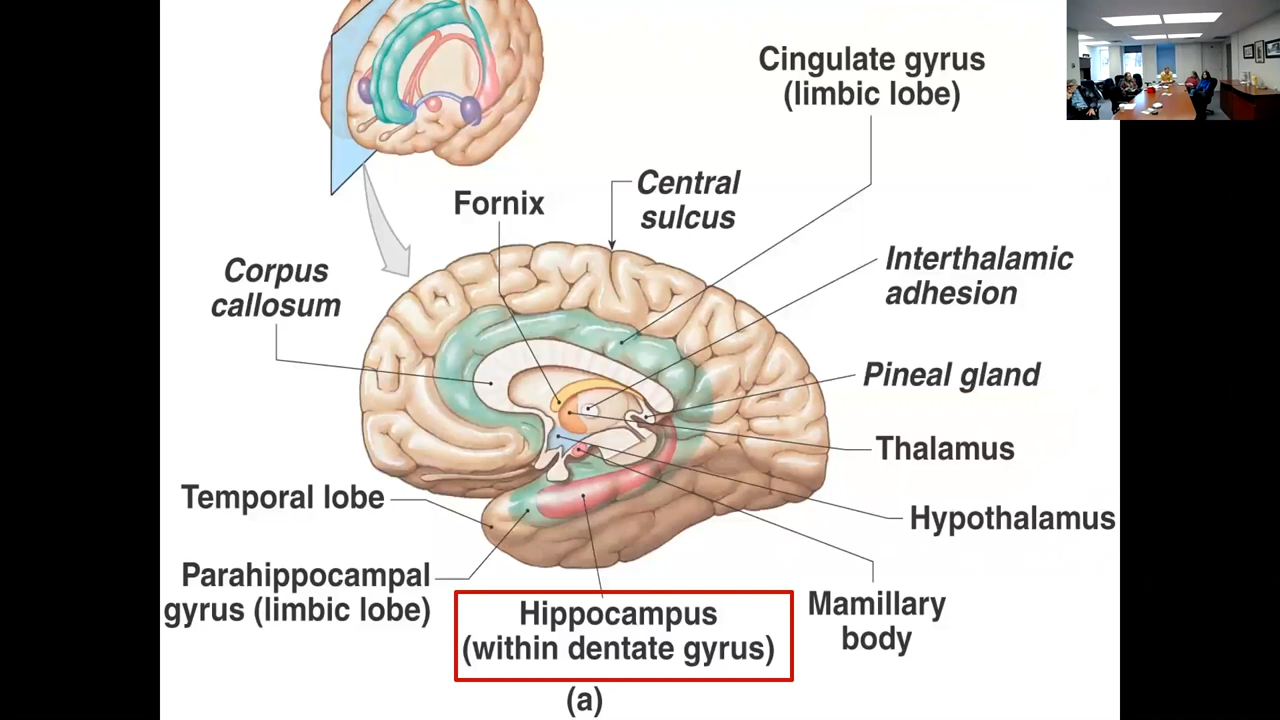 Cingulate gyrus
(limbic lobe)
Central
sulcus
Fornix
Corpus
callosum
Interthalamic
adhesion
Pineal gland
Thalamus
Temporal lobe
Hypothalamus
Parahippocampal
gyrus (limbic lobe)
Hippocampus
(within dentate gyrus)
Mamillary
body
(a)